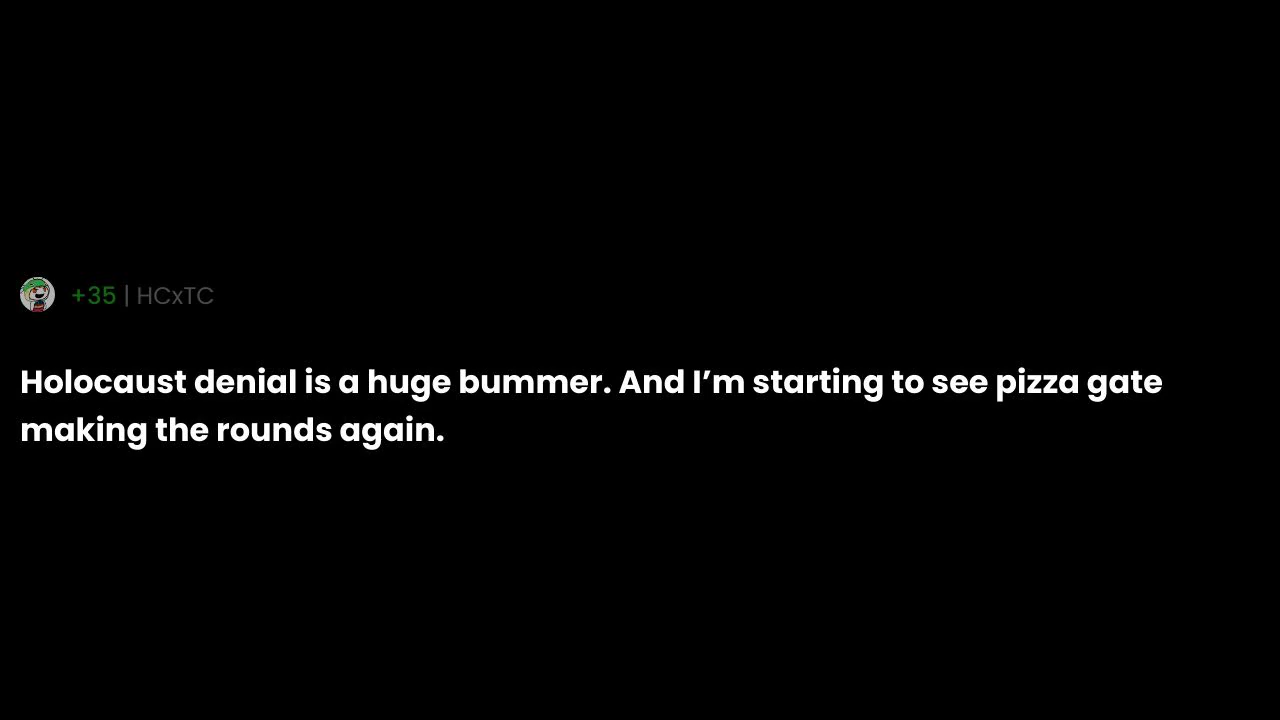 +35 | HCxTC
Holocaust denial is a huge bummer. And I’m starting to see pizza gate
making the rounds again.